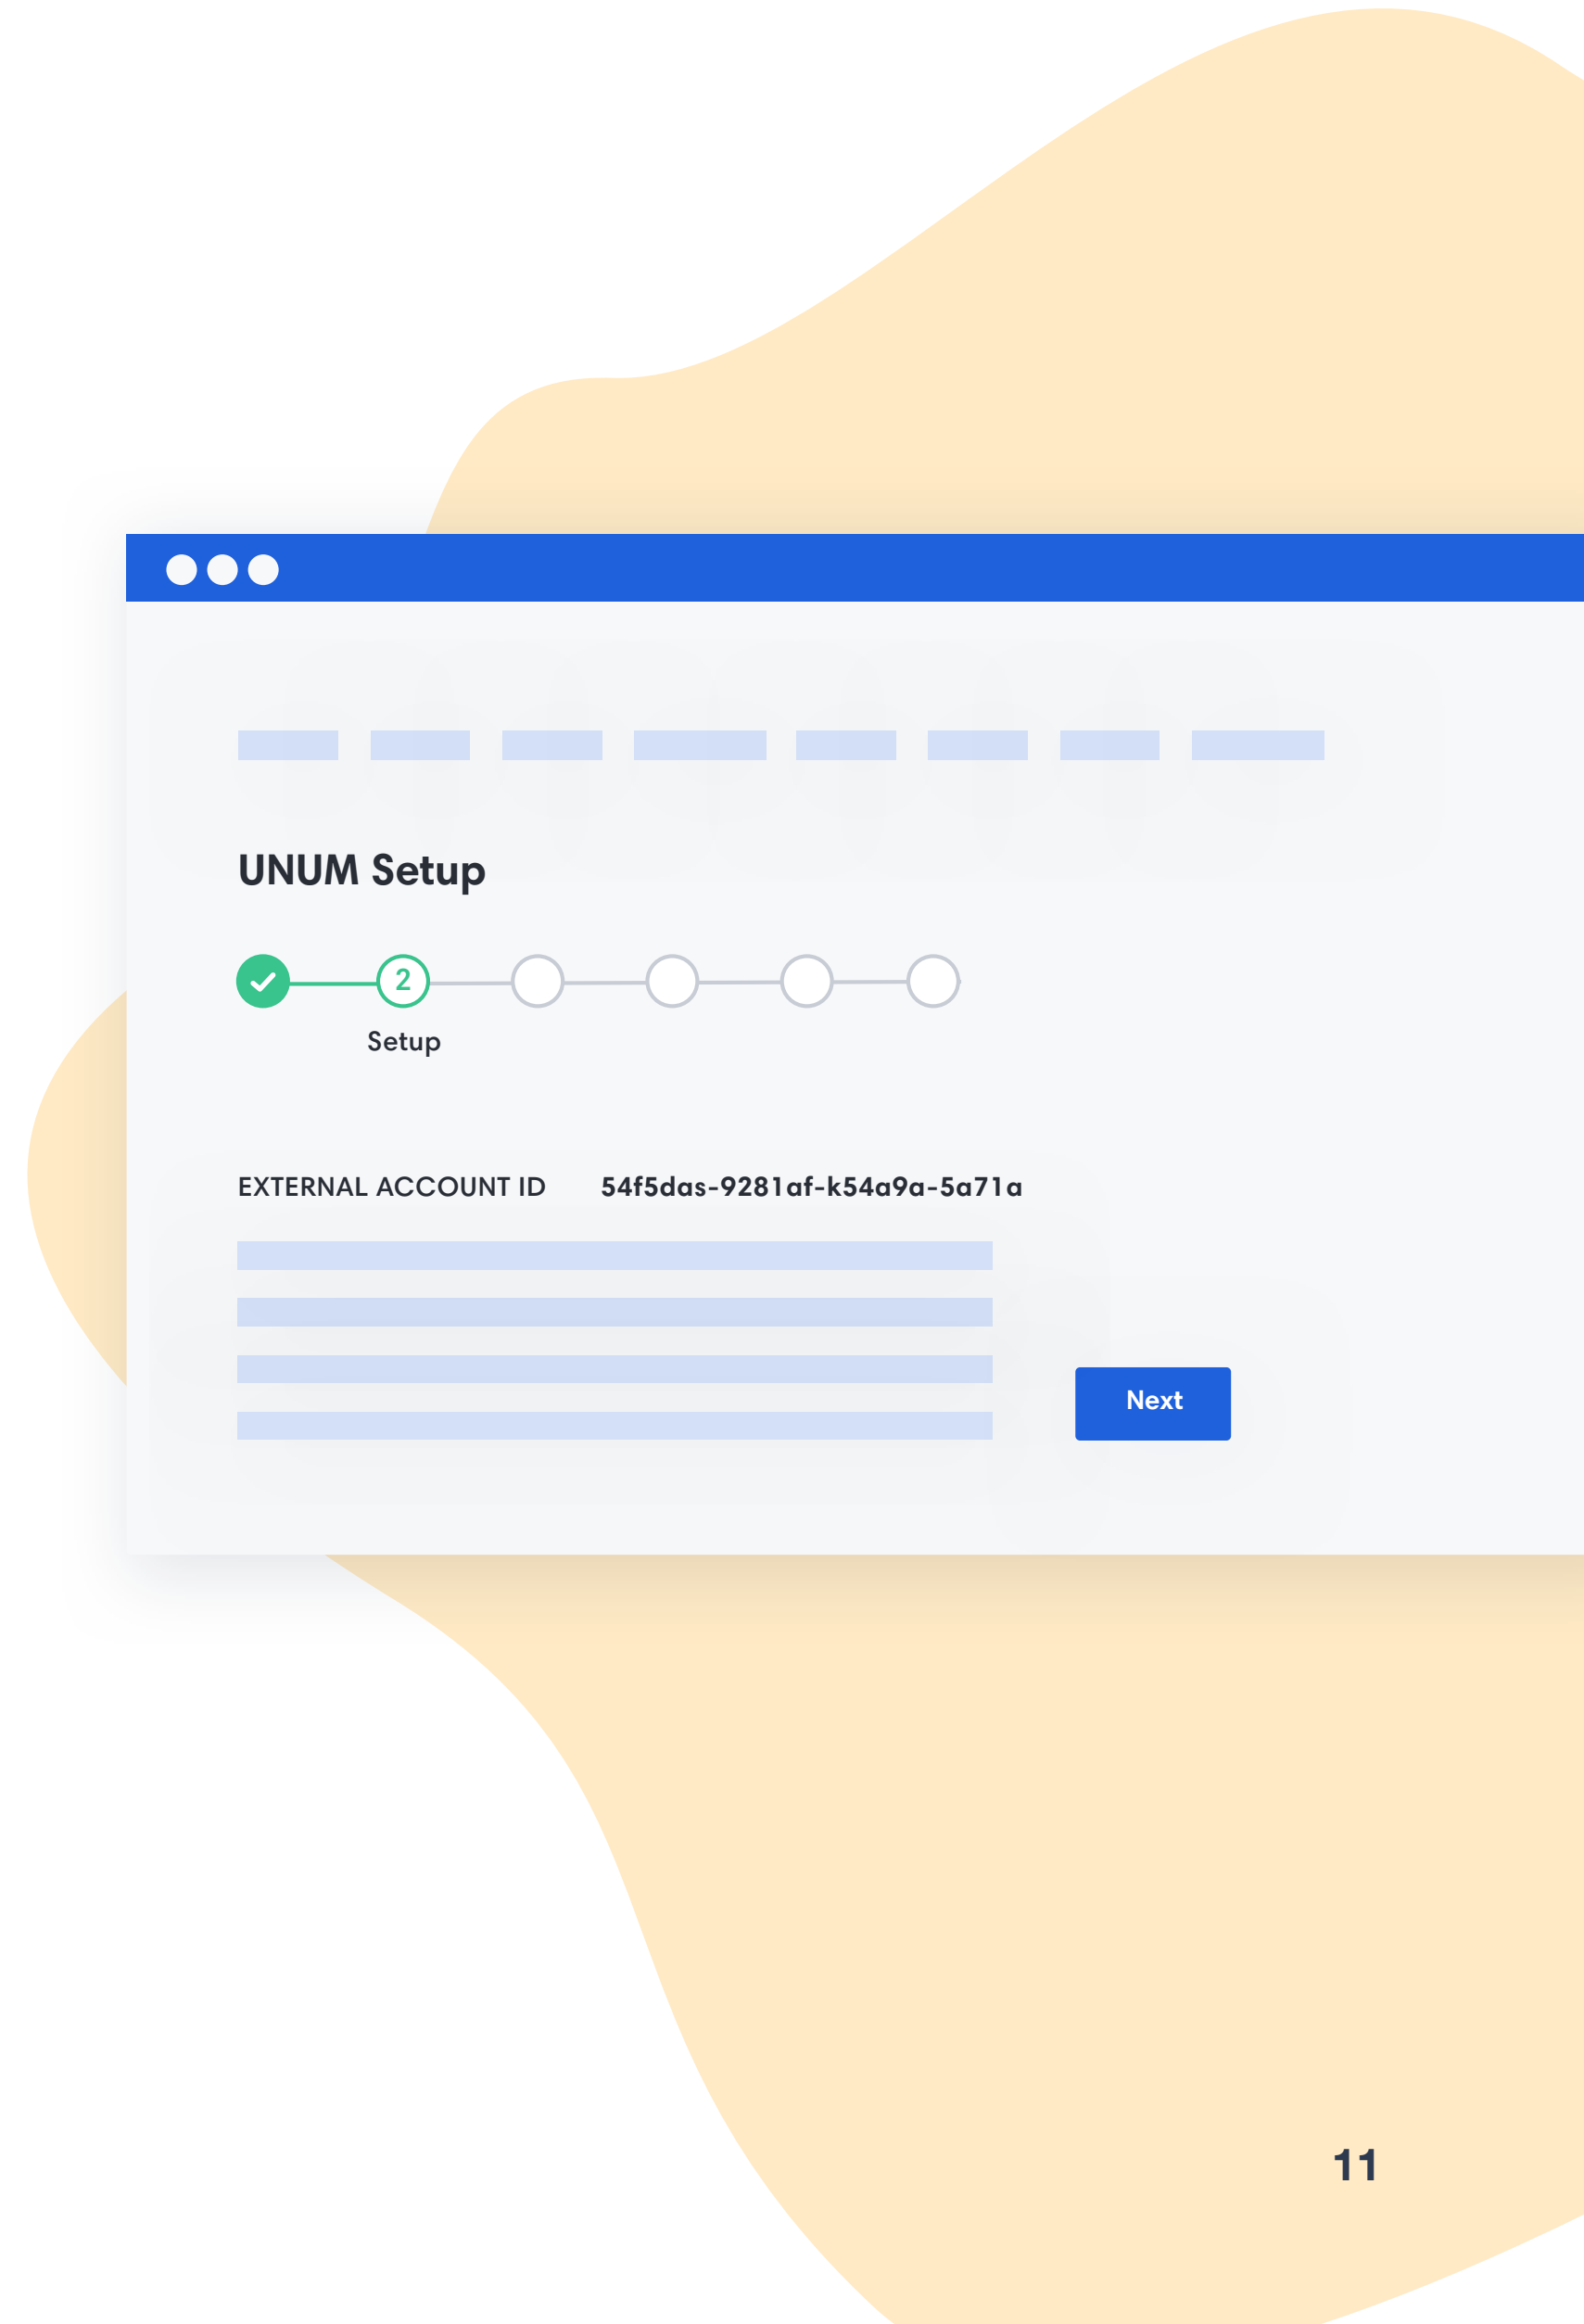 UNUM Setup
2
Setup
EXTERNAL ACCOUNT ID 54f5das-9281af-k54a9a-5a71a
Next
11